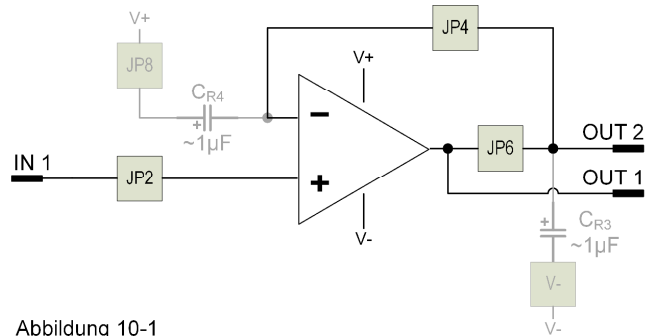 V+
JP8
CR4
+
~1µF
JP4
V+
−
+
V-
IN 1
JP2
JP6
OUT 2
OUT 1
+
CR3
~1µF
V-
V-
Abbildung 10-1